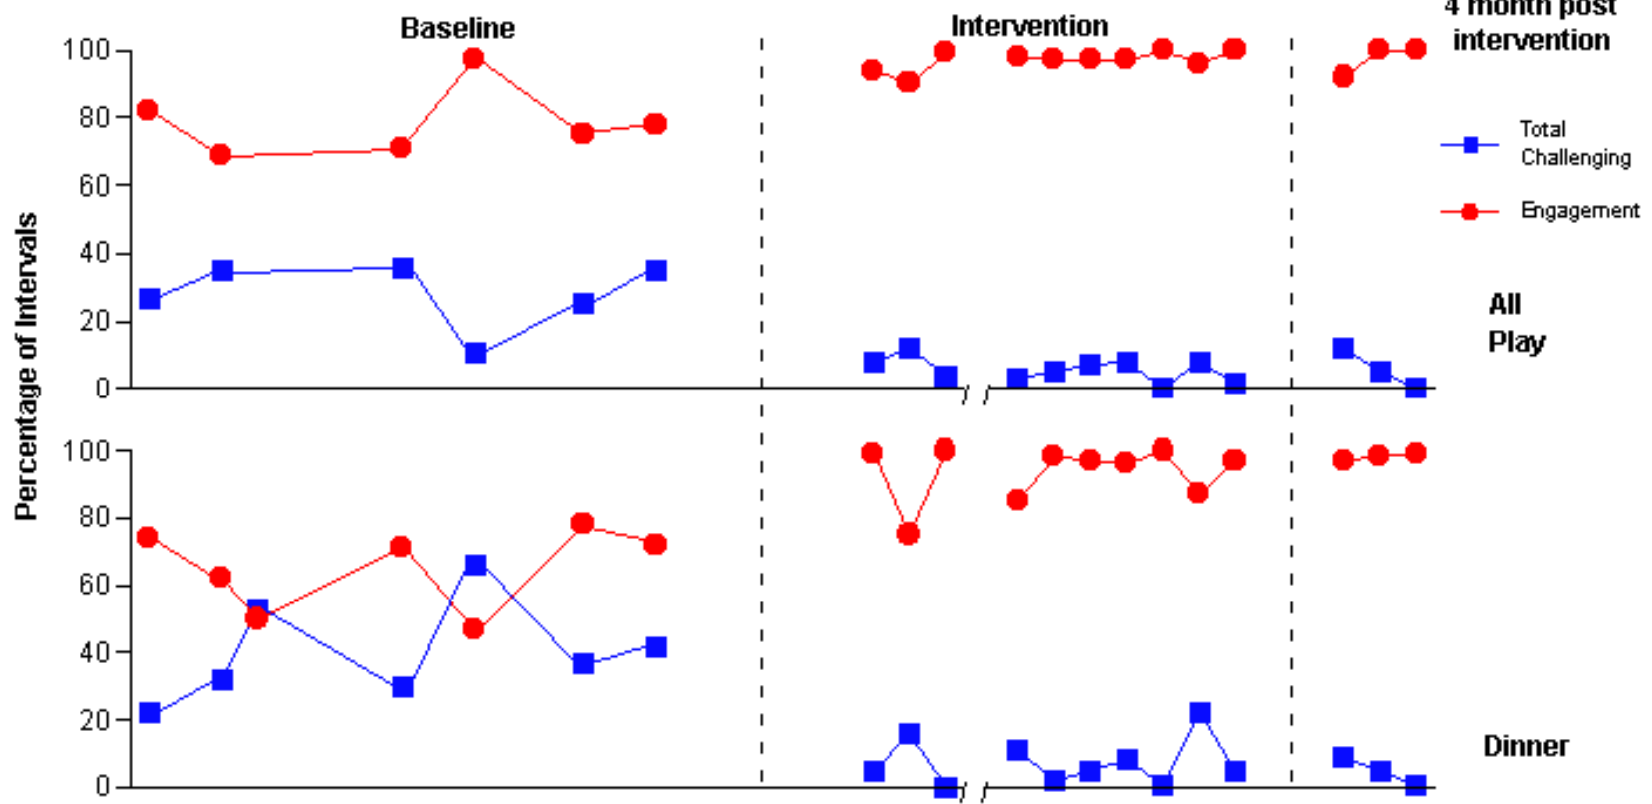 Baseline
Intervention
4 month post
intervention
100
80
60
40
20
0
Total
Challenging
Engagement
All
Play
Percentage of Intervals
100
80
60
40
20
0
Dinner